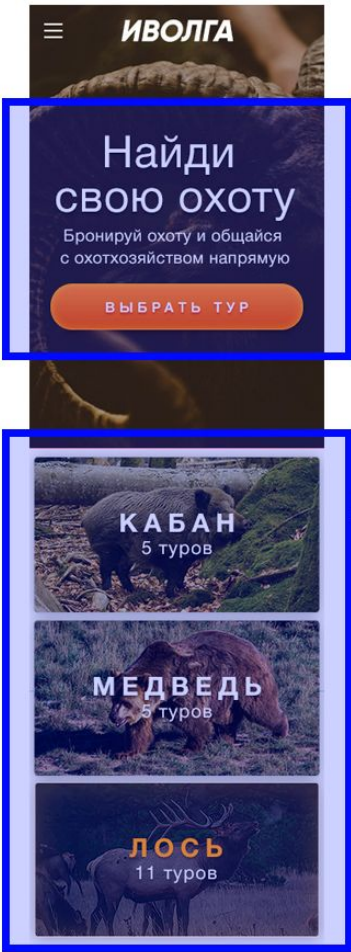 ИВОЛГА
Найди
свою охоту
Бронируй охоту и общайся
с охотхозяйством напрямую
ВЫБРАТЬ ТУР
КАБАН
5 туров
МЕДВЕДЬ
5 туров
ЛОСЬ
11 туров